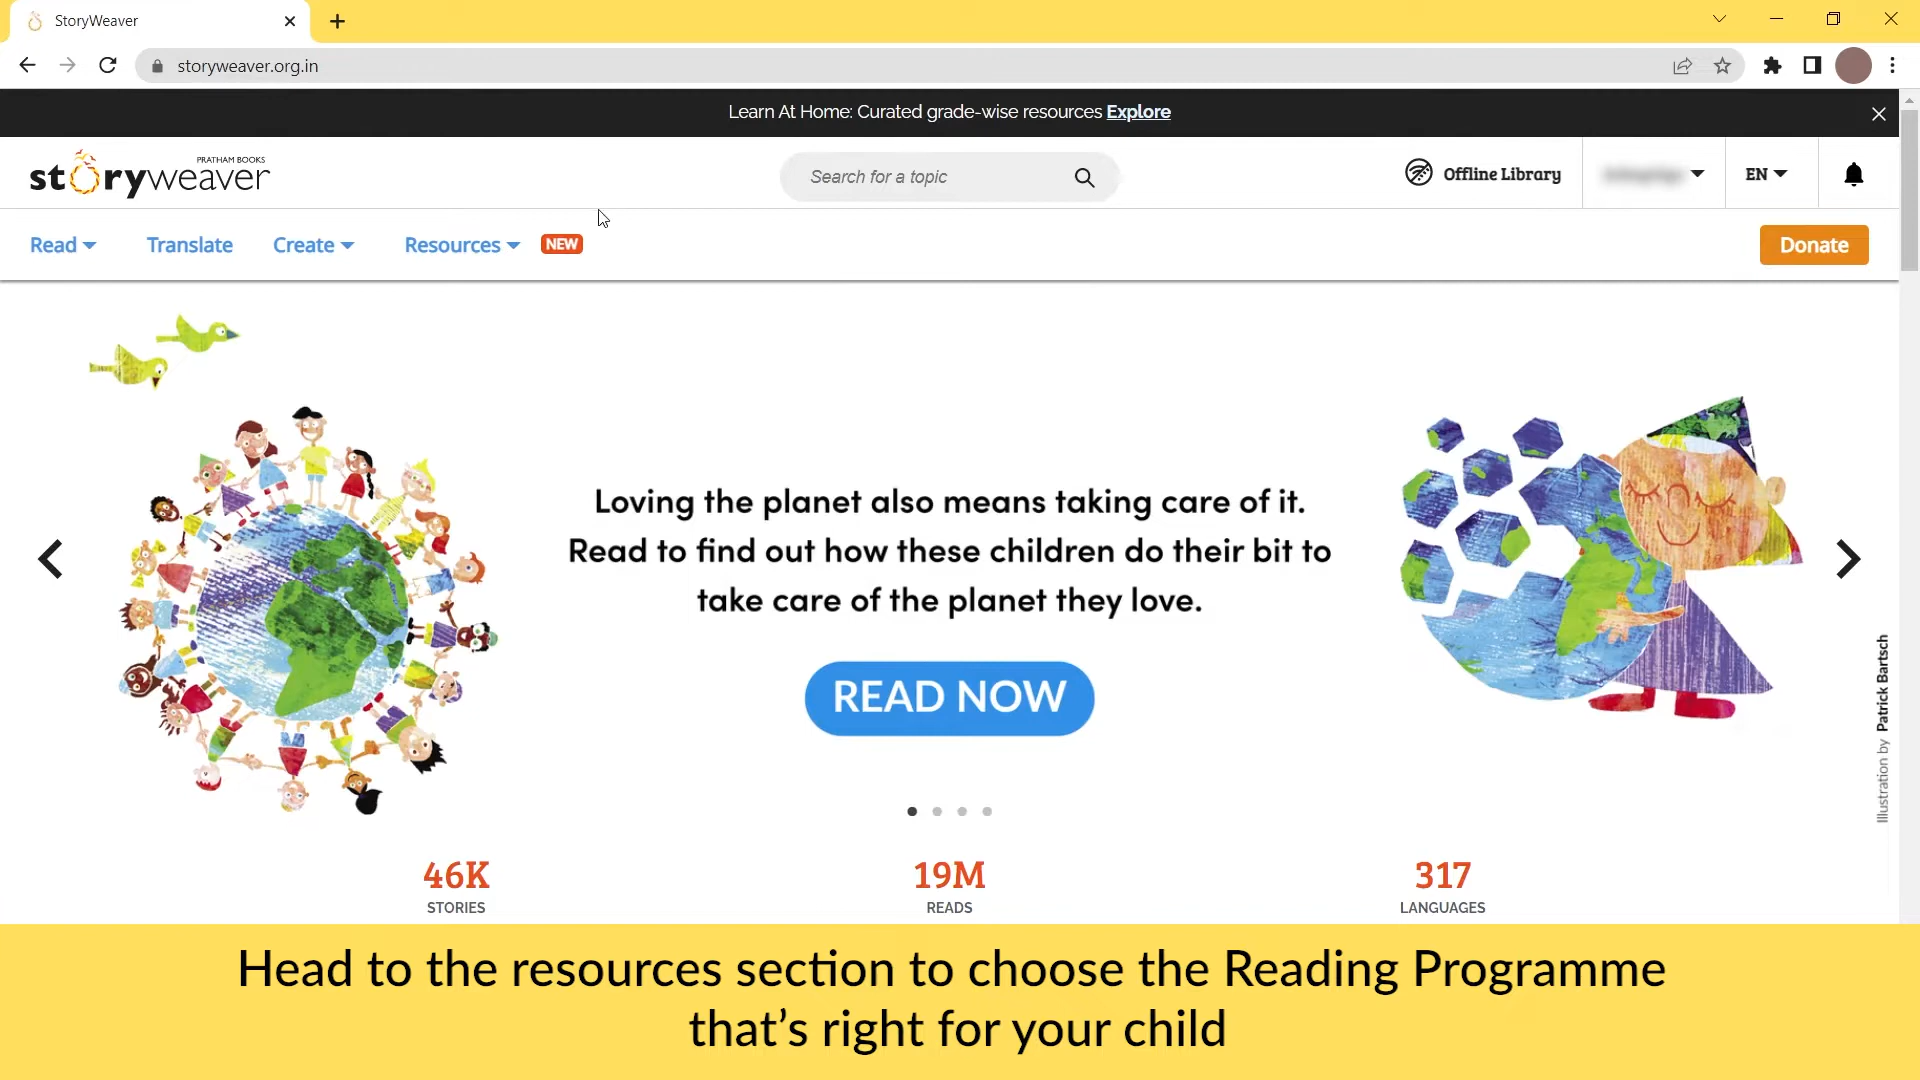 StoryWeaver
storyweaver.org.in
Learn At Home: Curated grade-wise resources Explore
PRATHAM BOOKS
storyweaver
Search for a topic
Offline Library
EN
Read
Translate
Create
Resources
NEW
Donate
Loving the planet also means taking care of it.
Read to find out how these children do their bit to
take care of the planet they love.
READ NOW
Illustration by Patrick Bartsch
46K
STORIES
19M
READS
317
LANGUAGES
Head to the resources section to choose the Reading Programme
that’s right for your child